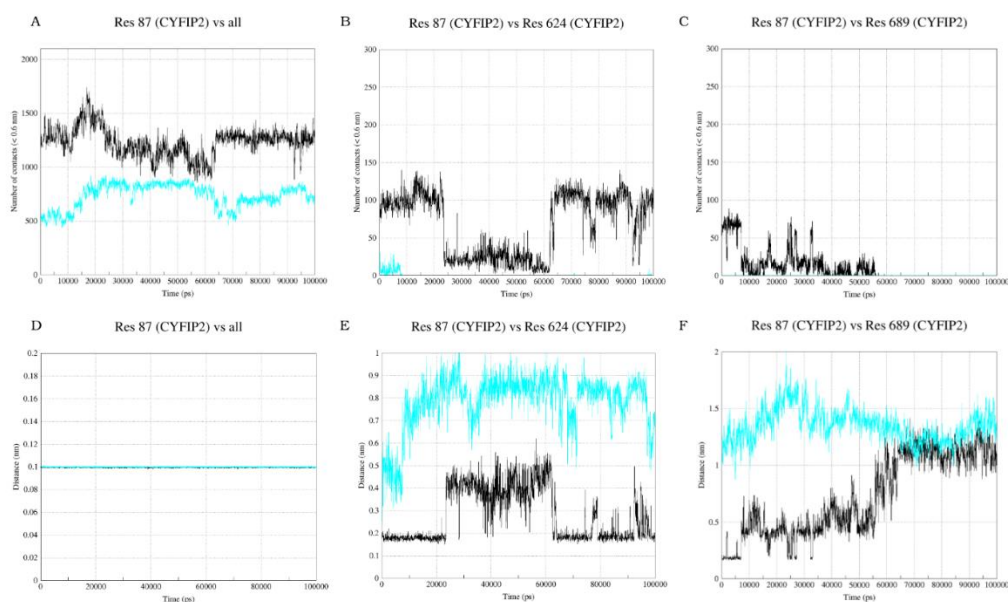 A Res 87 (CYFIP2) vs all
2000
1500
1000
500
0
0 10000 20000 30000 40000 50000 60000 70000 80000 90000 100000
Number of contacts (< 0.6 nm)
Time (ps)
B Res 87 (CYFIP2) vs Res 624 (CYFIP2)
300
250
200
150
100
50
0
0 10000 20000 30000 40000 50000 60000 70000 80000 90000 100000
Number of contacts (< 0.6 nm)
Time (ps)
C Res 87 (CYFIP2) vs Res 689 (CYFIP2)
300
250
200
150
100
50
0
0 10000 20000 30000 40000 50000 60000 70000 80000 90000 100000
Number of contacts (< 0.6 nm)
Time (ps)
D Res 87 (CYFIP2) vs all
0.2
0.18
0.16
0.14
0.12
0.1
0.08
0.06
0.04
0.02
0
0 20000 40000 60000 80000 100000
Distance (nm)
Time (ps)
E Res 87 (CYFIP2) vs Res 624 (CYFIP2)
1
0.9
0.8
0.7
0.6
0.5
0.4
0.3
0.2
0.1
0
0 20000 40000 60000 80000 100000
Distance (nm)
Time (ps)
F Res 87 (CYFIP2) vs Res 689 (CYFIP2)
2
1.5
1
0.5
0
0 10000 20000 30000 40000 50000 60000 70000 80000 90000 100000
Distance (nm)
Time (ps)